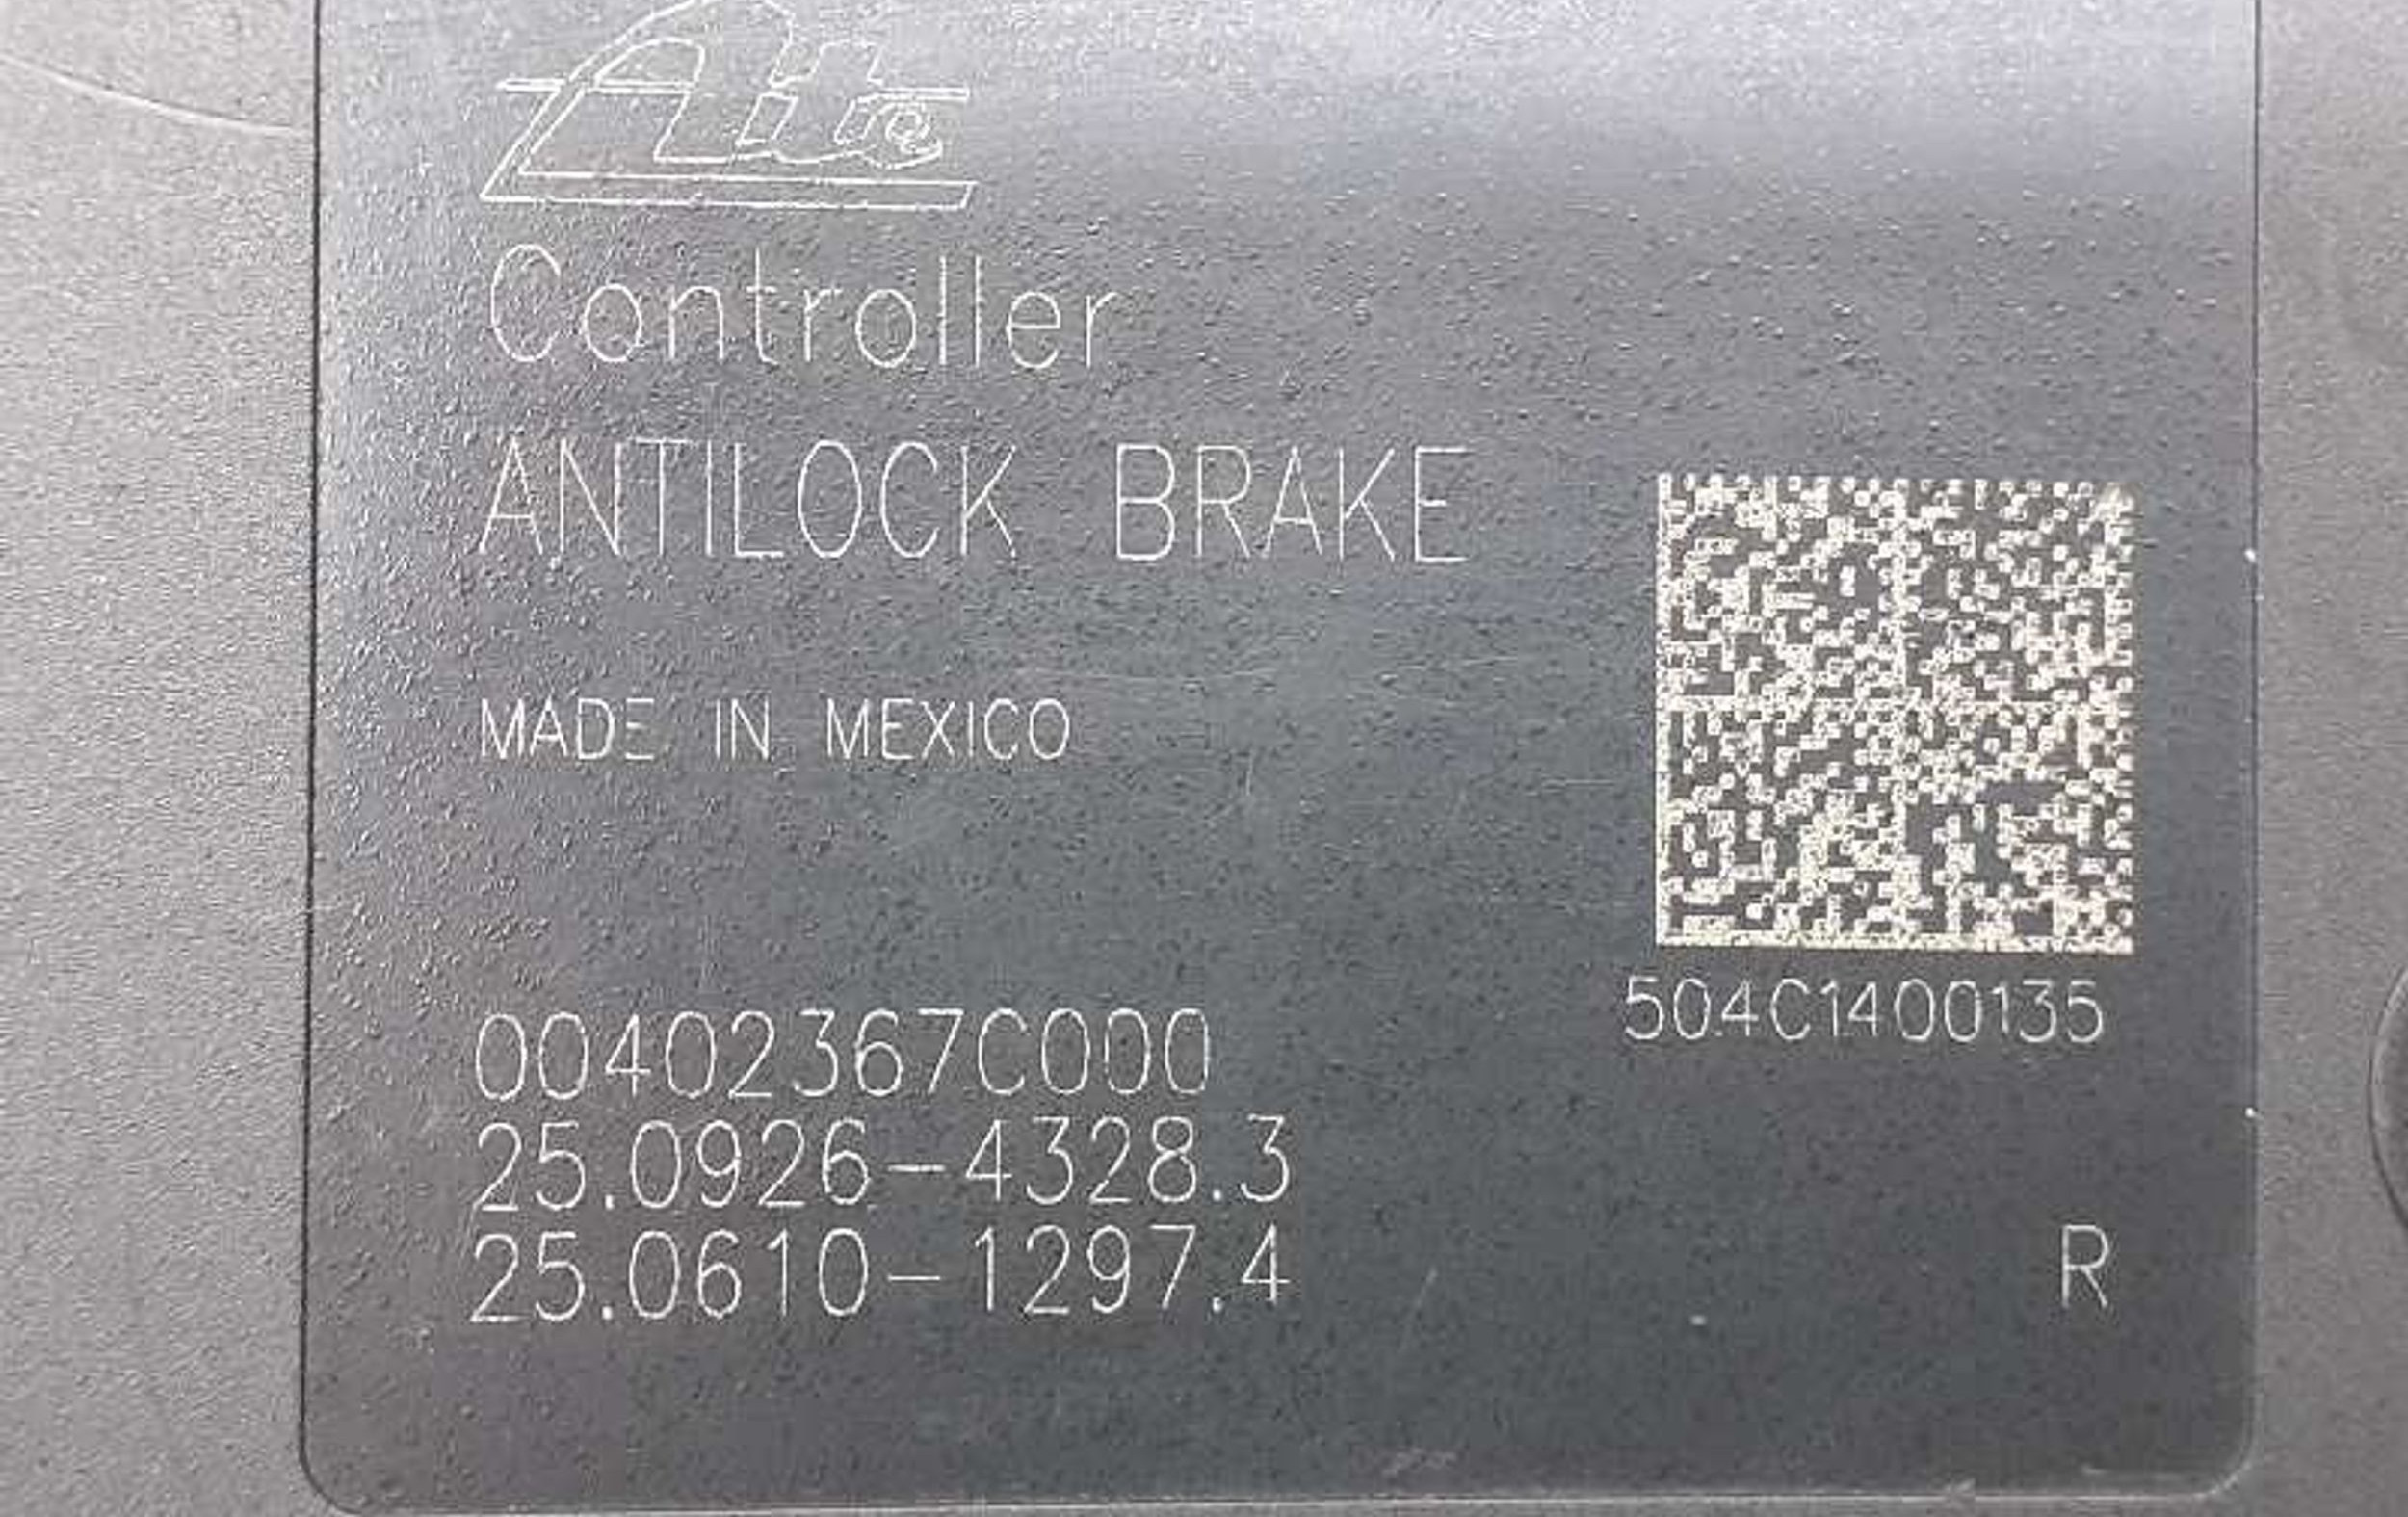 Ate
Controller
ANTILOCK BRAKE
MADE IN MEXICO
504C1400135
00402367C000
25.0926-4328.3
25.0610-1297.4
R